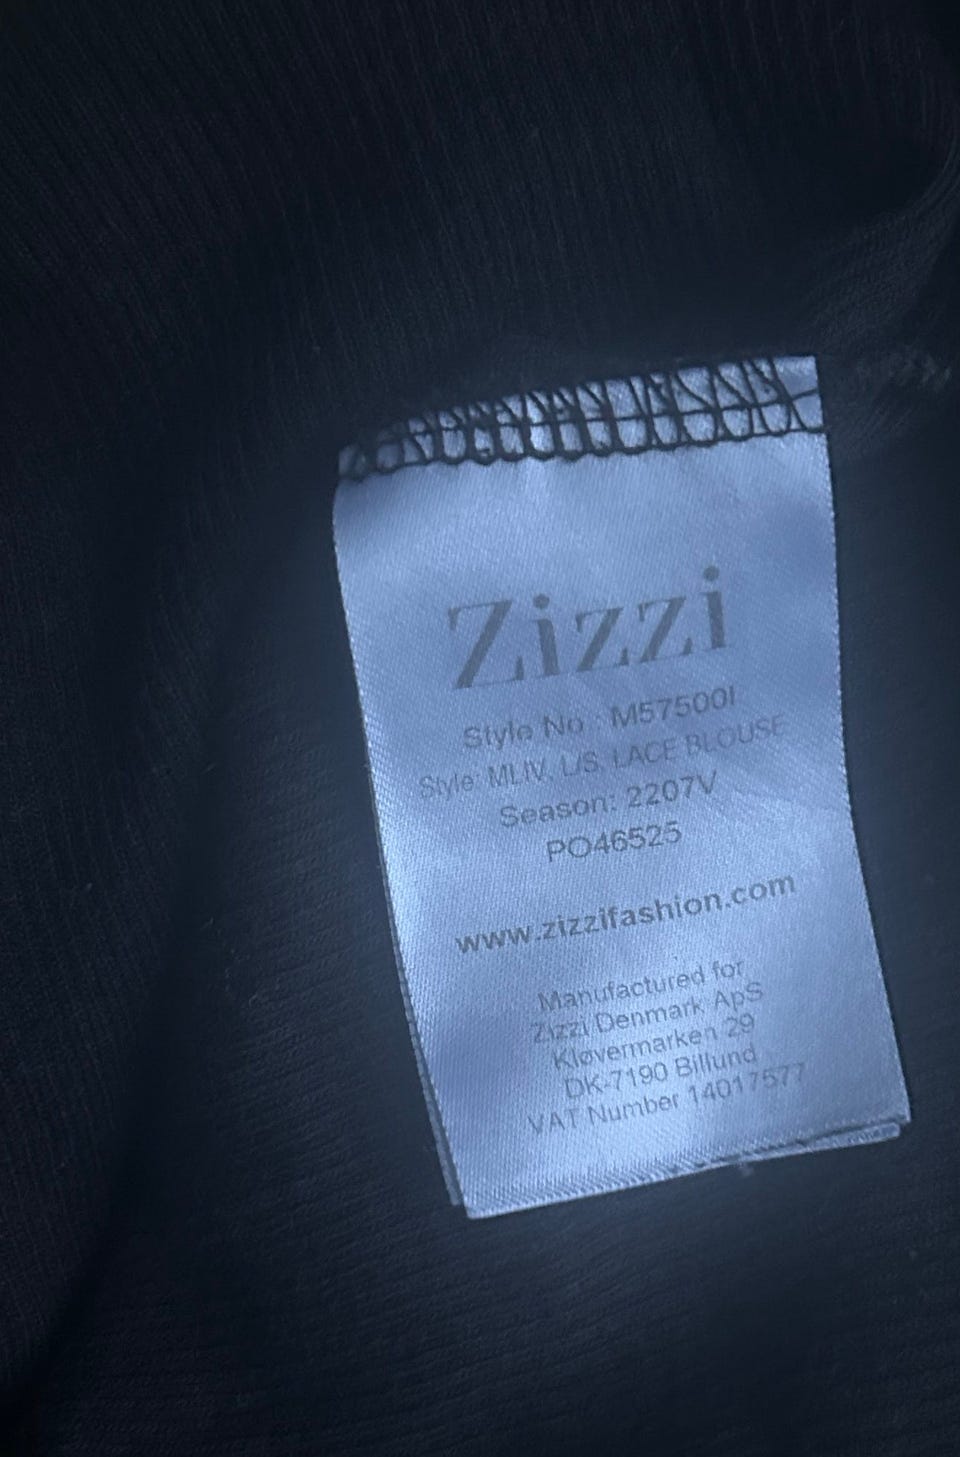 Zizzi
Style No : M57500I
Style: MLIV, L/S, LACE BLOUSE
Season: 2207V
PO46525
www.zizzifashion.com
Manufactured for
Zizzi Denmark ApS
Kløvermarken 29
DK-7190 Billund
VAT Number 14017577